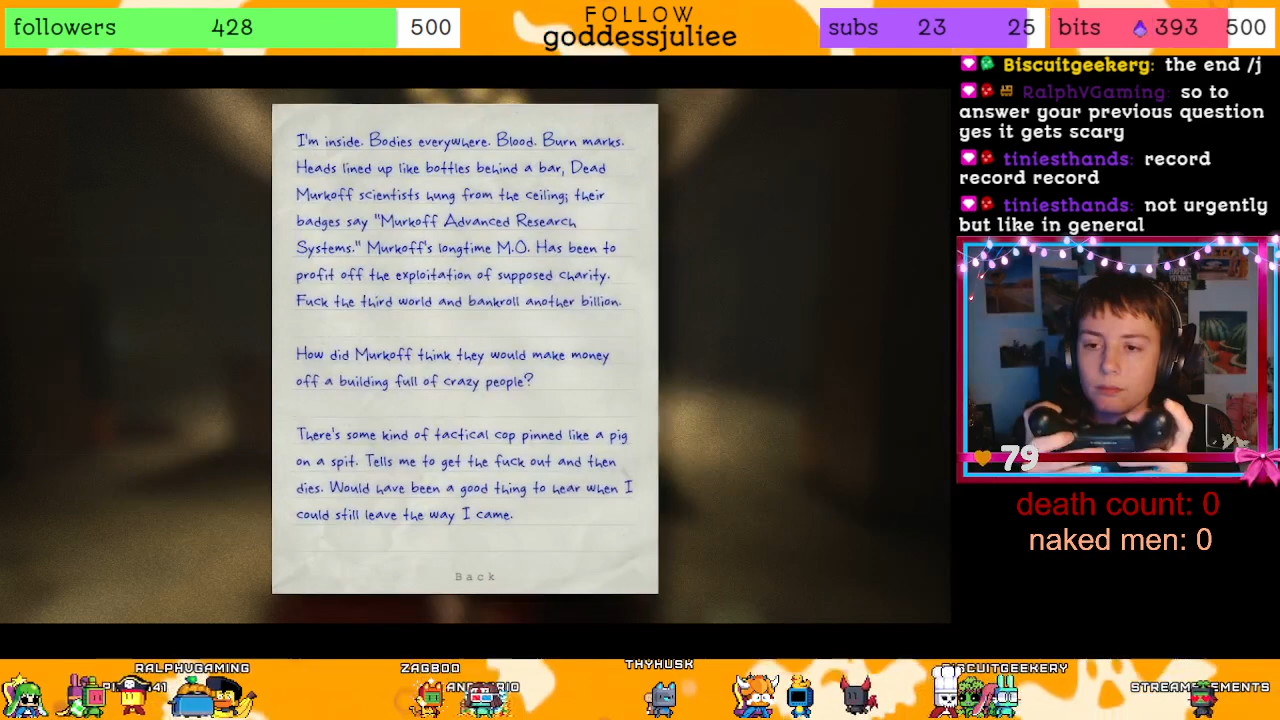 followers 428 500
FOLLOW
goddessjuliee
subs 23 25
bits 393 500
Biscuitgeekery: the end /j
RalphVGaming: so to
answer your previous question
yes it gets scary
tiniesthands: record
record record
tiniesthands: not urgently
but like in general
I'm inside. Bodies everywhere. Blood. Burn marks.
Heads lined up like bottles behind a bar, Dead
Murkoff scientists hung from the ceiling; their
badges say "Murkoff Advanced Research
Systems." Murkoff's longtime M.O. Has been to
profit off the exploitation of supposed charity.
Fuck the third world and bankroll another billion.
How did Murkoff think they would make money
off a building full of crazy people?
There's some kind of tactical cop pinned like a pig
on a spit. Tells me to get the fuck out and then
dies. Would have been a good thing to hear when I
could still leave the way I came.
Back
79
death count: 0
naked men: 0
RALPHVGAMING
ZAGBOO
THYHUSK
BISCUITGEEKERY